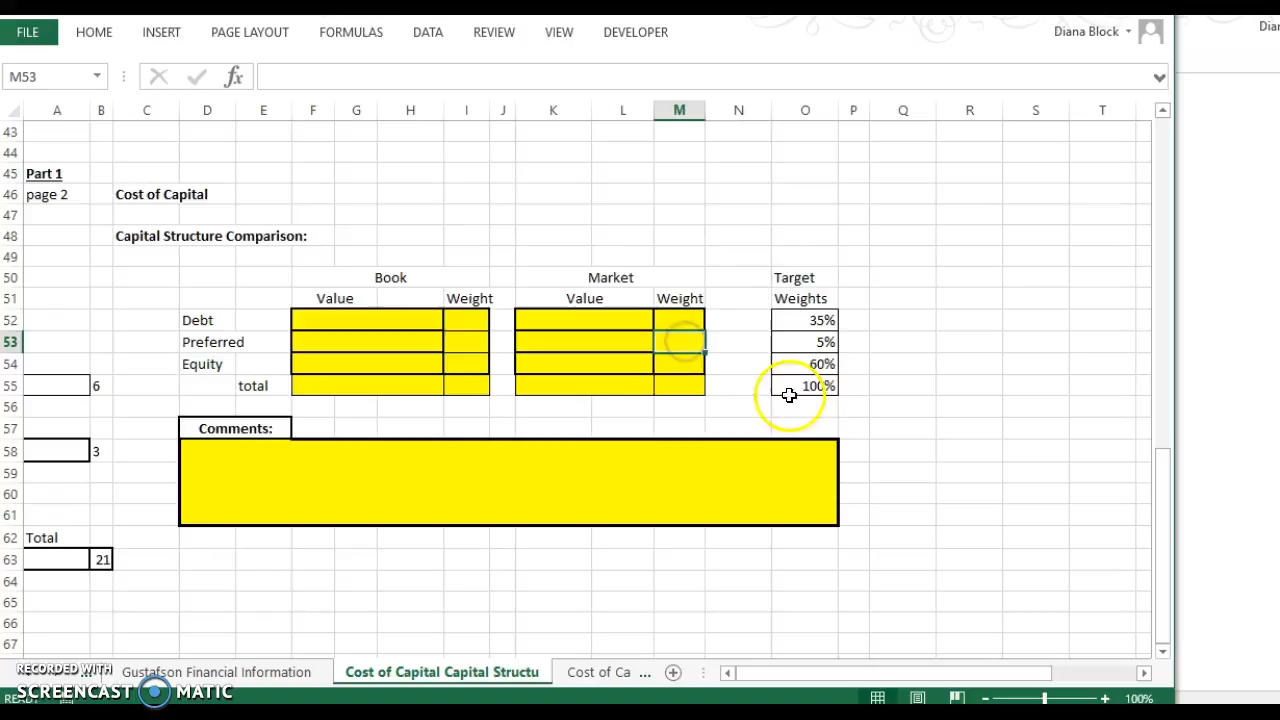 FILE HOME INSERT PAGE LAYOUT FORMULAS DATA REVIEW VIEW DEVELOPER Diana Block
Dian
M53 fx
A B C D E F G H I J K L M N O P Q R S T
43
44
45 Part 1
46 page 2 Cost of Capital
47
48 Capital Structure Comparison:
49
50 Book Market Target
51 Value Weight Value Weight Weights
52 Debt 35%
53 Preferred 5%
54 Equity 60%
55 6 total 100%
56
57 Comments:
58 3
59
60
61
62 Total
63 21
64
65
66
67
... Gustafson Financial Information Cost of Capital Capital Structu Cost of Ca ...
RECORDED WITH
SCREENCAST MATIC
READY 100%